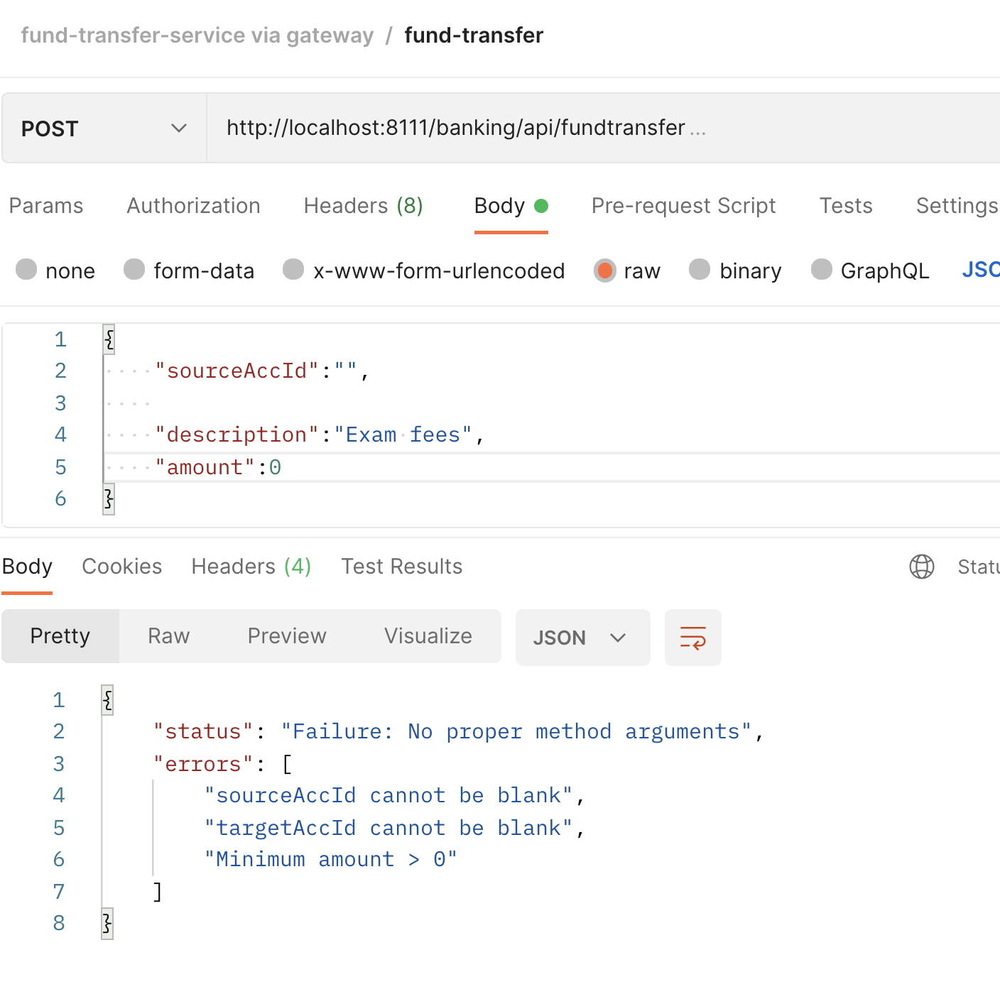 fund-transfer-service via gateway / fund-transfer
POST http://localhost:8111/banking/api/fundtransfer ...
Params Authorization Headers (8) Body Pre-request Script Tests Settings
none form-data x-www-form-urlencoded raw binary GraphQL
1 {
2 "sourceAccId":"",
3
4 "description":"Exam fees",
5 "amount":0
6 }
Body Cookies Headers (4) Test Results
Pretty Raw Preview Visualize JSON
1 {
2 "status": "Failure: No proper method arguments",
3 "errors": [
4 "sourceAccId cannot be blank",
5 "targetAccId cannot be blank",
6 "Minimum amount > 0"
7 ]
8 }